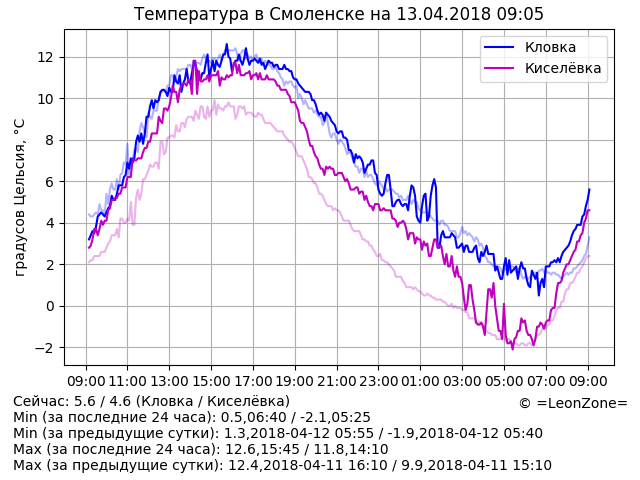 Температура в Смоленске на 13.04.2018 09:05
градусов Цельсия, °C
12
10
8
6
4
2
0
−2
Кловка
Киселёвка
09:00 11:00 13:00 15:00 17:00 19:00 21:00 23:00 01:00 03:00 05:00 07:00 09:00
Сейчас: 5.6 / 4.6 (Кловка / Киселёвка)
© =LeonZone=
Min (за последние 24 часа): 0.5,06:40 / -2.1,05:25
Min (за предыдущие сутки): 1.3,2018-04-12 05:55 / -1.9,2018-04-12 05:40
Max (за последние 24 часа): 12.6,15:45 / 11.8,14:10
Max (за предыдущие сутки): 12.4,2018-04-11 16:10 / 9.9,2018-04-11 15:10